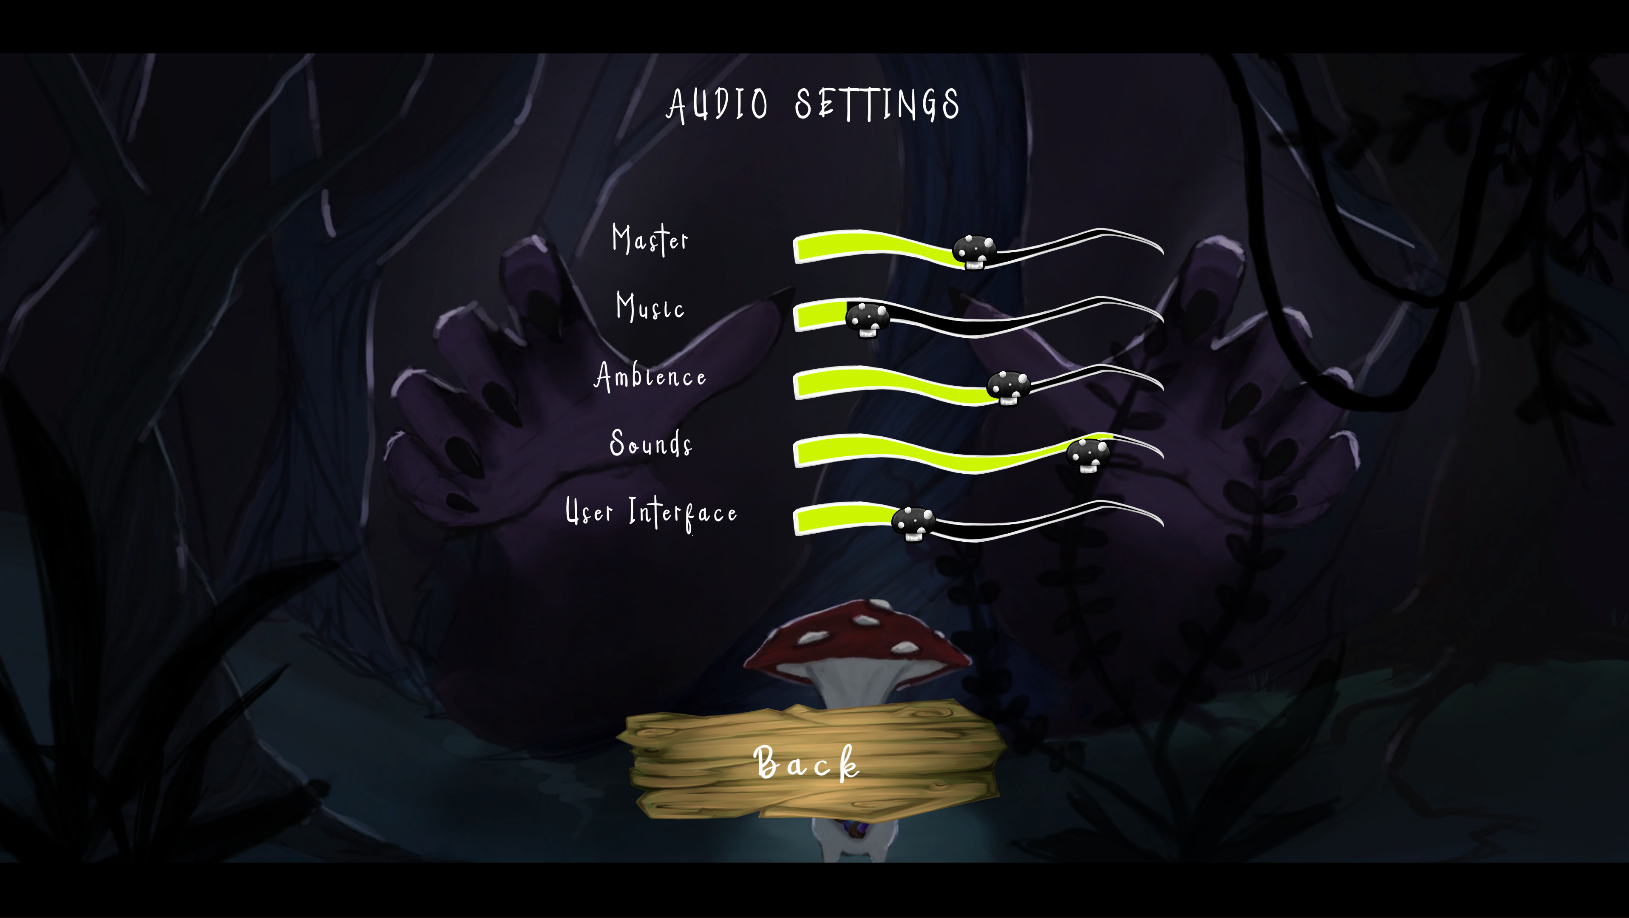 AUDIO SETTINGS
Master
Music
Ambience
Sounds
User Interface
Back